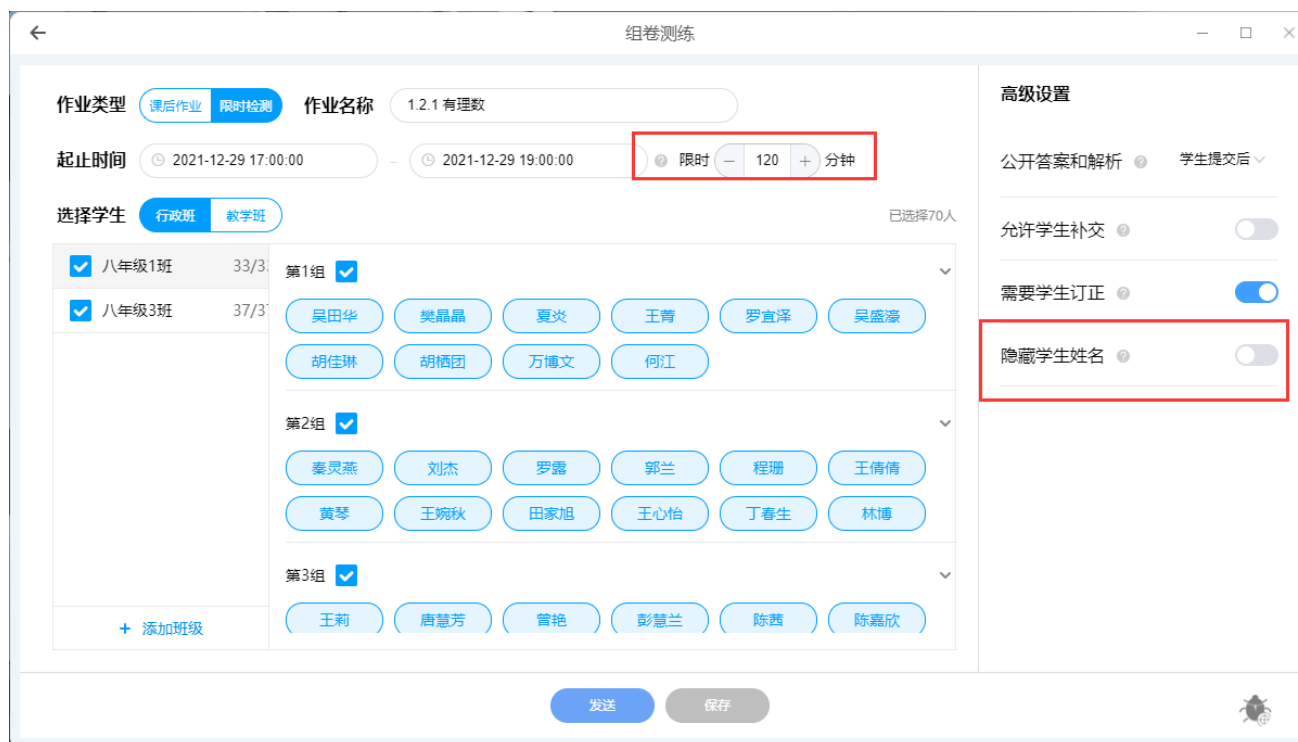 组卷测练
作业类型 课后作业 限时检测 作业名称 1.2.1 有理数
起止时间 2021-12-29 17:00:00 – 2021-12-29 19:00:00 限时 − 120 + 分钟
选择学生 行政班 教学班 已选择70人
八年级1班 33/3
八年级3班 37/3
+ 添加班级
第1组
吴田华 樊晶晶 夏炎 王菁 罗宜泽 吴盛濠
胡佳琳 胡栖团 万博文 何江
第2组
秦灵燕 刘杰 罗露 郭兰 程珊 王倩倩
黄琴 王婉秋 田家旭 王心怡 丁春生 林博
第3组
王莉 唐慧芳 曾艳 彭慧兰 陈茜 陈嘉欣
高级设置
公开答案和解析 学生提交后
允许学生补交
需要学生订正
隐藏学生姓名
发送 保存